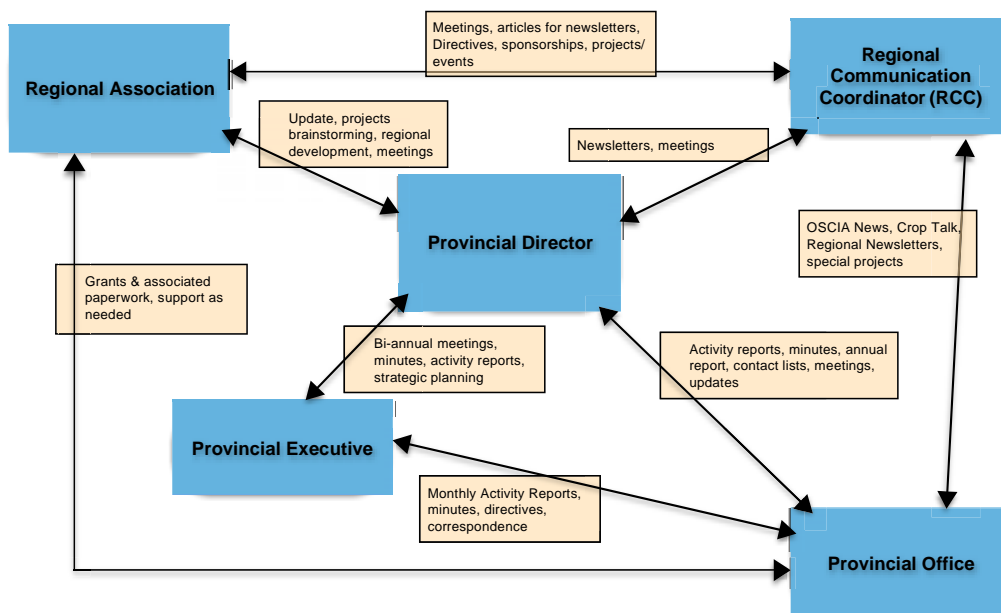 Meetings, articles for newsletters,
Directives, sponsorships, projects/
events
Regional Association
Regional
Communication
Coordinator (RCC)
Update, projects
brainstorming, regional
development, meetings
Newsletters, meetings
Provincial Director
OSCIA News, Crop Talk,
Regional Newsletters,
special projects
Grants & associated
paperwork, support as
needed
Bi-annual meetings,
minutes, activity reports,
strategic planning
Activity reports, minutes, annual
report, contact lists, meetings,
updates
Provincial Executive
Monthly Activity Reports,
minutes, directives,
correspondence
Provincial Office